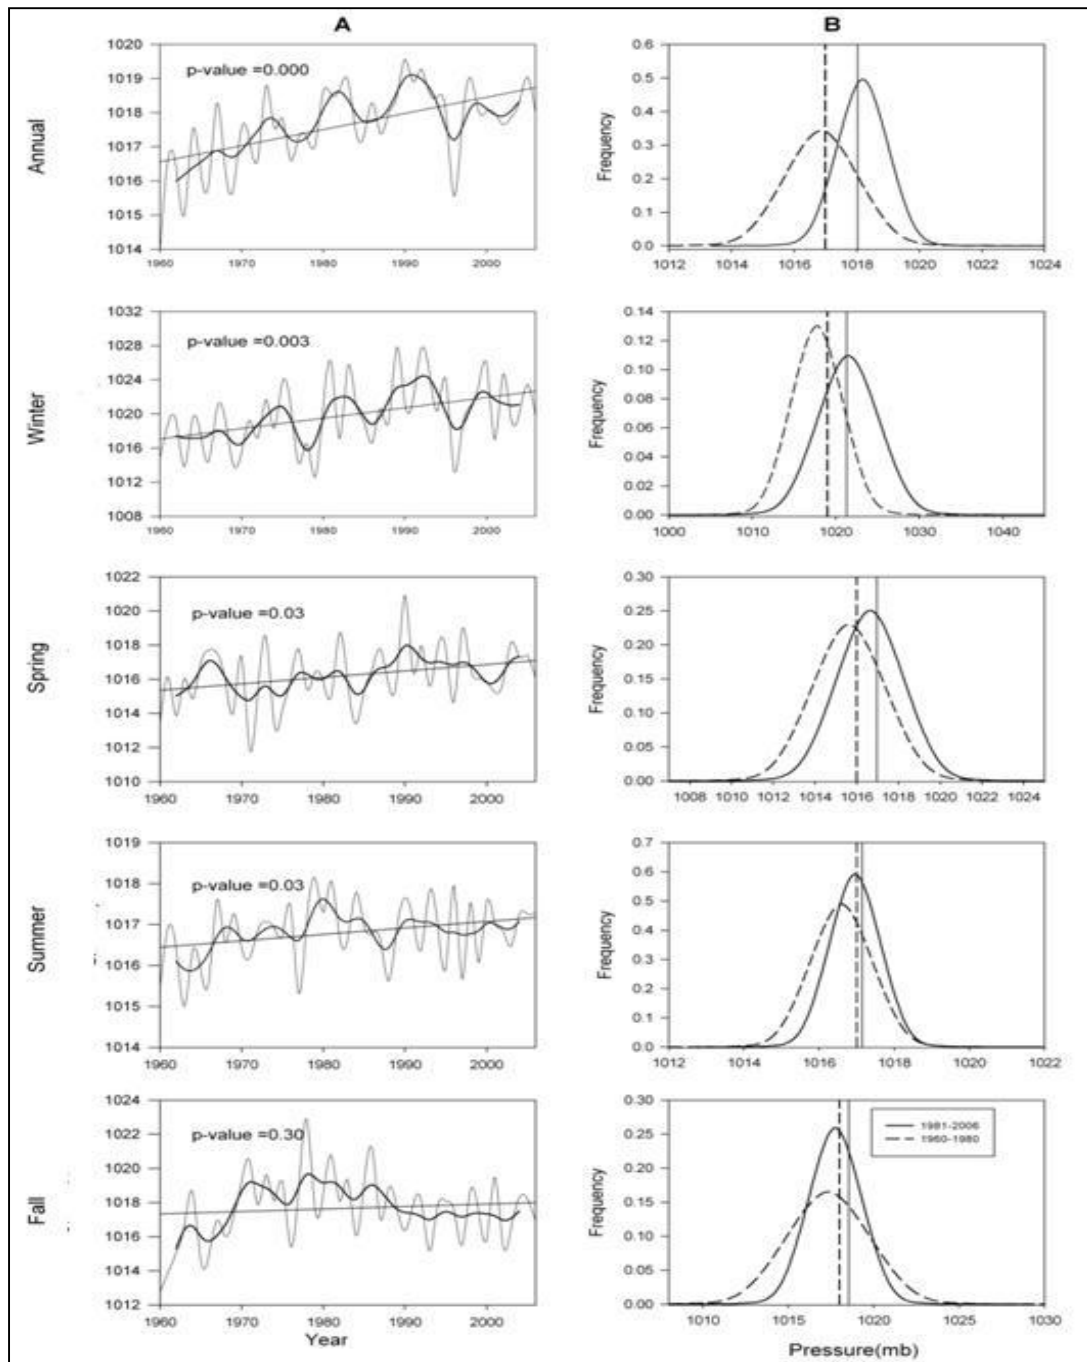 A
B
Annual
p-value =0.000
1020
1019
1018
1017
1016
1015
1014
1960 1970 1980 1990 2000
Frequency
0.6
0.5
0.4
0.3
0.2
0.1
0.0
1012 1014 1016 1018 1020 1022 1024
Winter
p-value =0.003
1032
1028
1024
1020
1016
1012
1008
1960 1970 1980 1990 2000
Frequency
0.14
0.12
0.10
0.08
0.06
0.04
0.02
0.00
1000 1010 1020 1030 1040
Spring
p-value =0.03
1022
1020
1018
1016
1014
1012
1010
1960 1970 1980 1990 2000
Frequency
0.30
0.25
0.20
0.15
0.10
0.05
0.00
1008 1010 1012 1014 1016 1018 1020 1022 1024
Summer
p-value =0.03
1019
1018
1017
1016
1015
1014
1960 1970 1980 1990 2000
Frequency
0.7
0.6
0.5
0.4
0.3
0.2
0.1
0.0
1012 1014 1016 1018 1020 1022
Fall
p-value =0.30
1024
1022
1020
1018
1016
1014
1012
1960 1970 1980 1990 2000
Year
Frequency
0.30
0.25
0.20
0.15
0.10
0.05
0.00
1981-2006
1960-1980
1010 1015 1020 1025 1030
Pressure(mb)